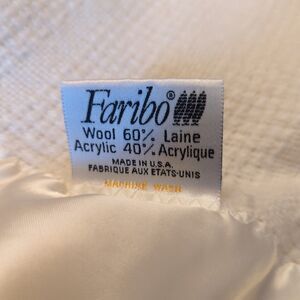 Faribo®
Wool 60% Laine
Acrylic 40% Acrylique
MADE IN U.S.A.
FABRIQUE AUX ETATS-UNIS
MACHINE WASH